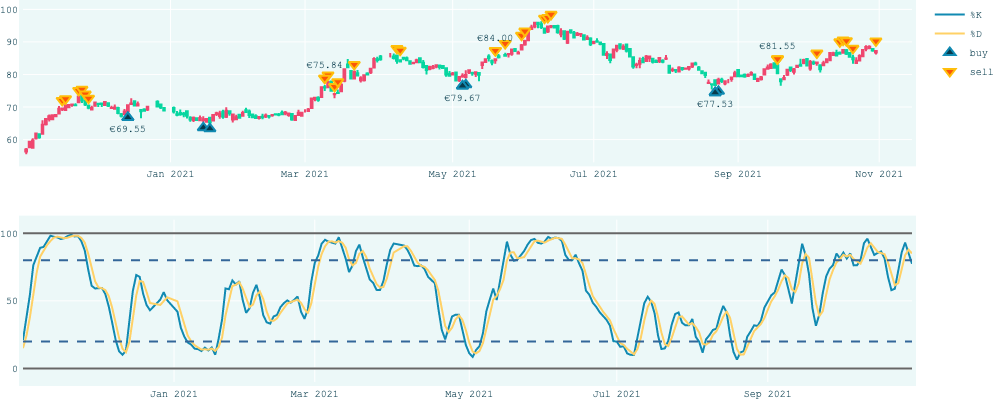 100
90
80
70
60
€69.55
€75.84
€79.67
€84.00
€77.53
€81.55
Jan 2021
Mar 2021
May 2021
Jul 2021
Sep 2021
Nov 2021
%K
%D
buy
sell
100
50
0
Jan 2021
Mar 2021
May 2021
Jul 2021
Sep 2021